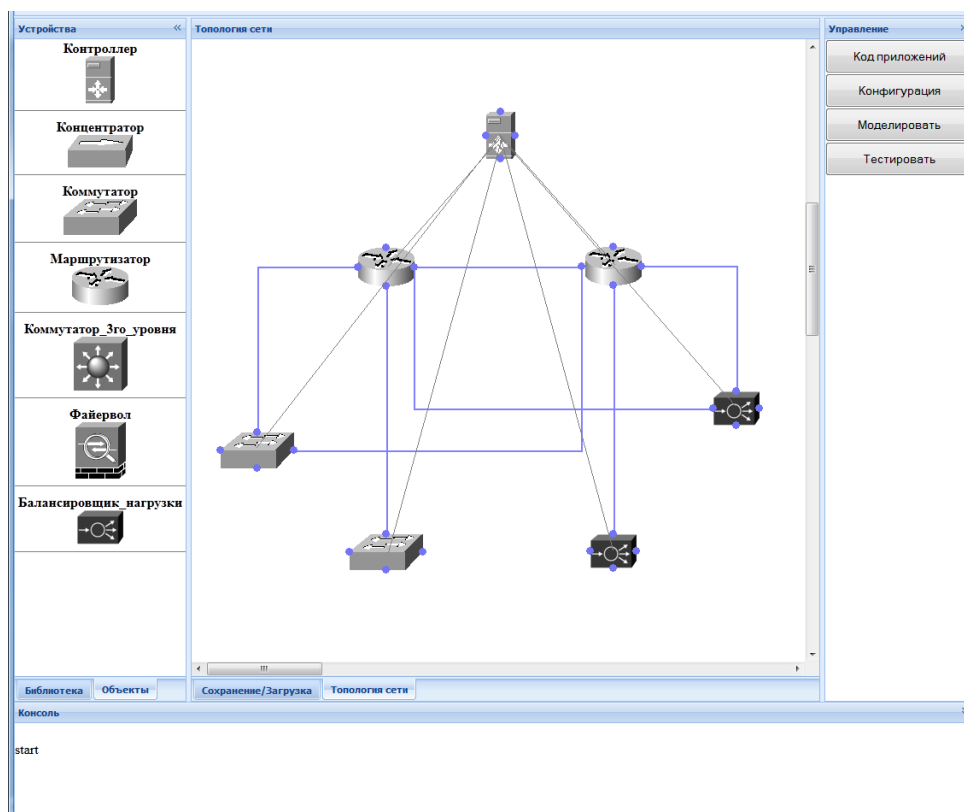 Устройства
Контроллер
Концентратор
Коммутатор
Маршрутизатор
Коммутатор_3го_уровня
Файервол
Балансировщик_нагрузки
Библиотека
Объекты
Топология сети
Сохранение/Загрузка
Топология сети
Управление
Код приложений
Конфигурация
Моделировать
Тестировать
Консоль
start